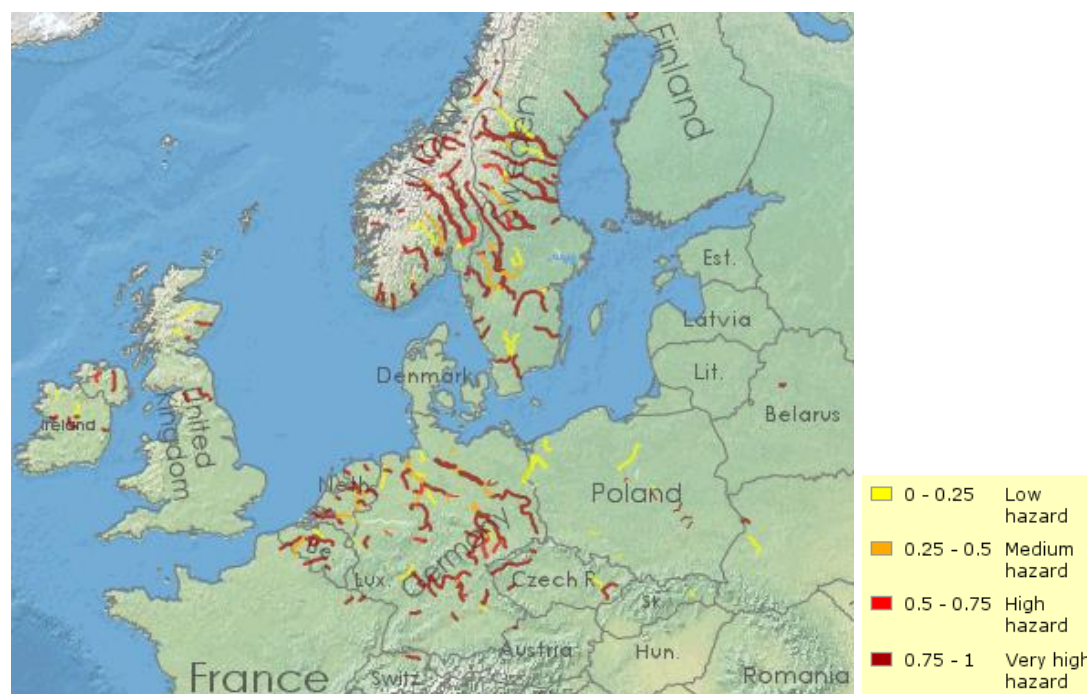 Finland
NORWAY
Sweden
Est.
Latvia
Denmark
Lit.
Belarus
United
Kingdom
Ireland
Neth.
Poland
Be.
Germany
Lux.
Czech R.
Sk.
Austria
Hun.
France
Switz.
Romania
0 - 0.25 Low
hazard
0.25 - 0.5 Medium
hazard
0.5 - 0.75 High
hazard
0.75 - 1 Very high
hazard